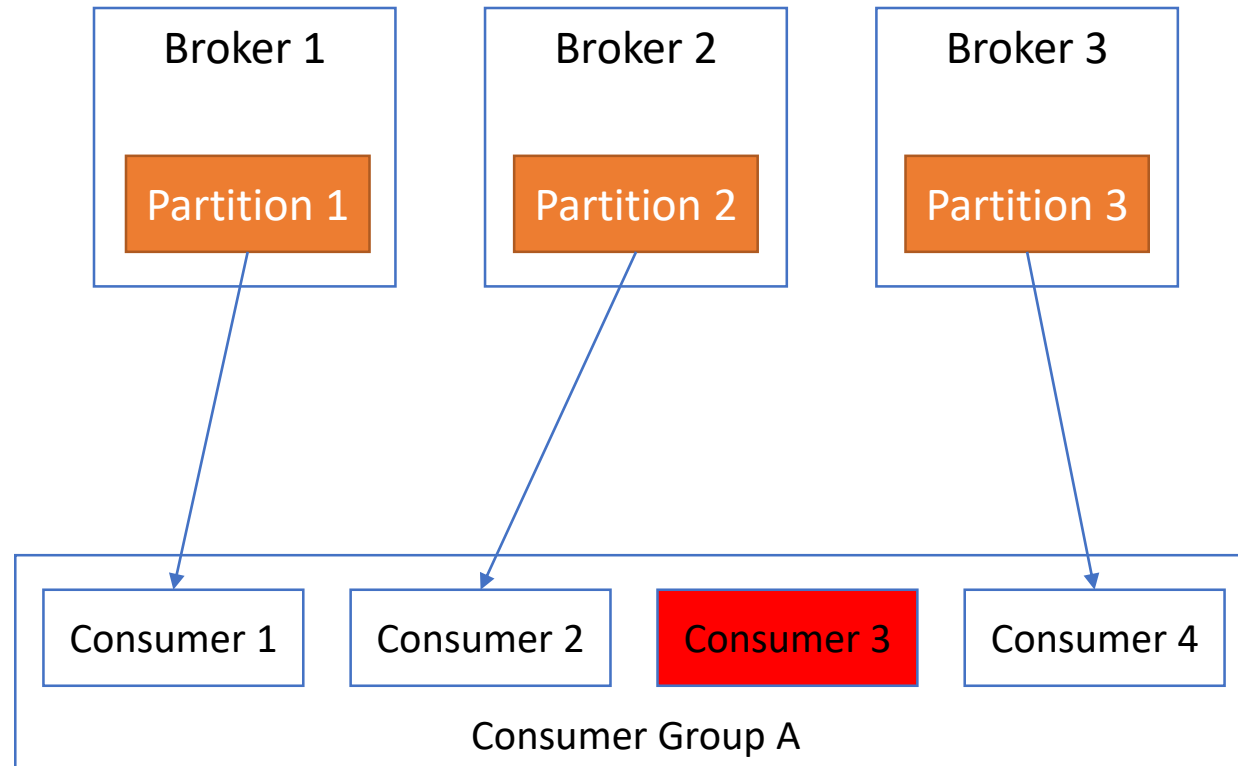 Broker 1
Broker 2
Broker 3
Partition 1
Partition 2
Partition 3
Consumer 1
Consumer 2
Consumer 3
Consumer 4
Consumer Group A